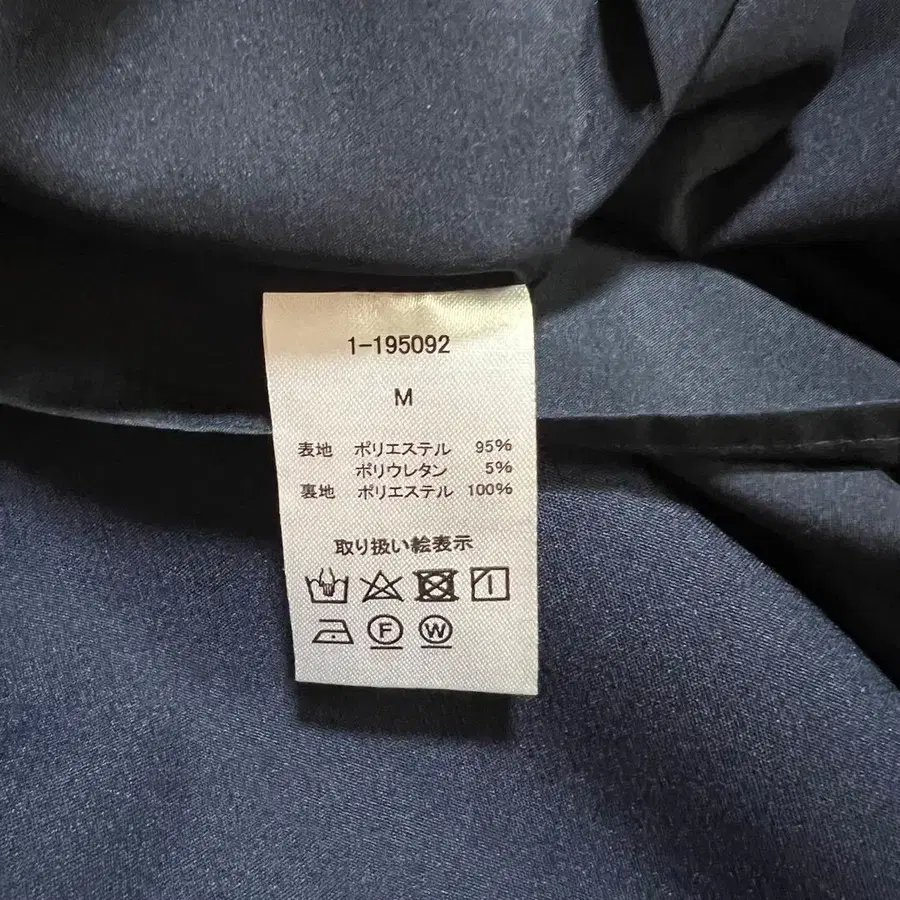 1-195092
M
表地 ポリエステル 95%
ポリウレタン 5%
裏地 ポリエステル 100%
取り扱い絵表示
F W